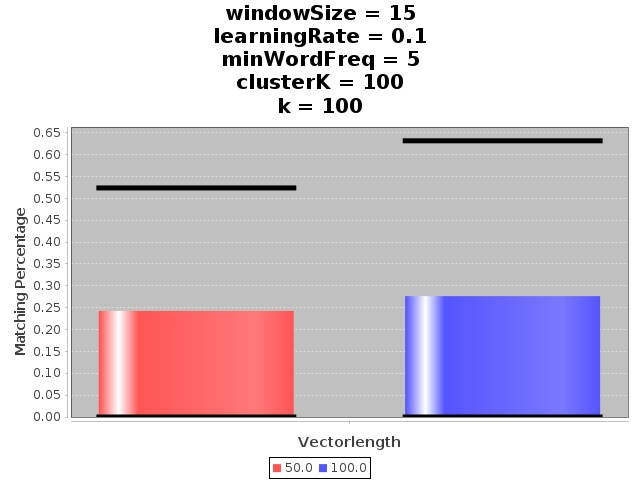 windowSize = 15
learningRate = 0.1
minWordFreq = 5
clusterK = 100
k = 100
Matching Percentage
0.65
0.60
0.55
0.50
0.45
0.40
0.35
0.30
0.25
0.20
0.15
0.10
0.05
0.00
Vectorlength
50.0 100.0